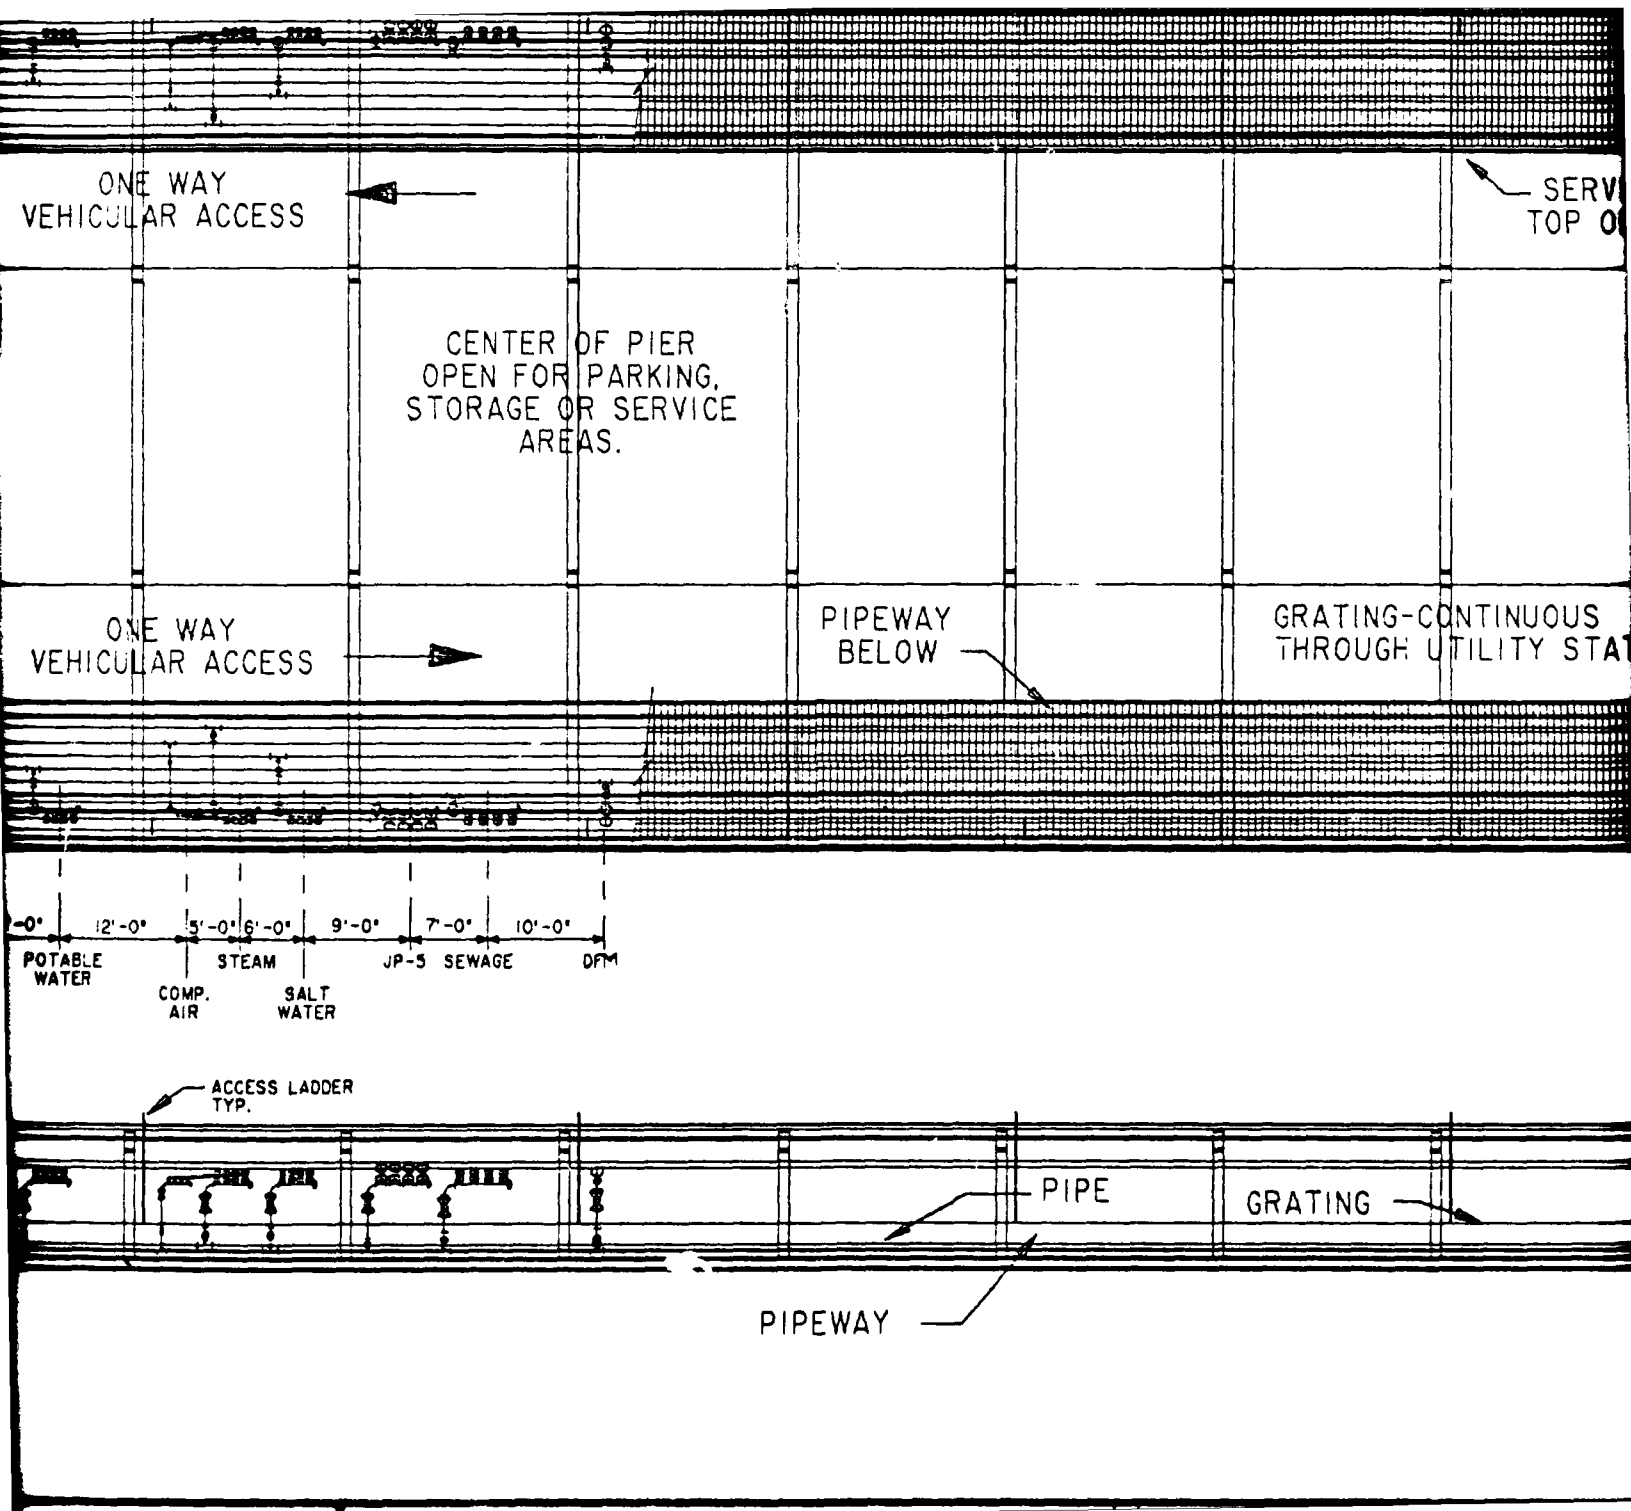 ONE WAY
VEHICULAR ACCESS
SERV
TOP
CENTER OF PIER
OPEN FOR PARKING,
STORAGE OR SERVICE
AREAS.
ONE WAY
VEHICULAR ACCESS
PIPEWAY
BELOW
GRATING-CONTINUOUS
THROUGH UTILITY STAT
-0"
12'-0"
5'-0"
6'-0"
9'-0"
7'-0"
10'-0"
POTABLE
WATER
COMP.
AIR
STEAM
SALT
WATER
JP-5
SEWAGE
DFM
ACCESS LADDER
TYP.
PIPE
GRATING
PIPEWAY